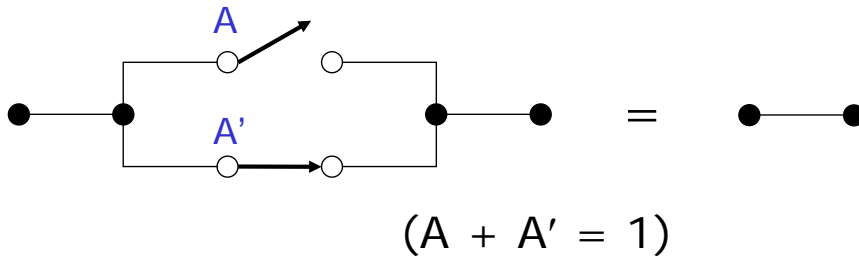 A
A’
=
(A + A′ = 1)